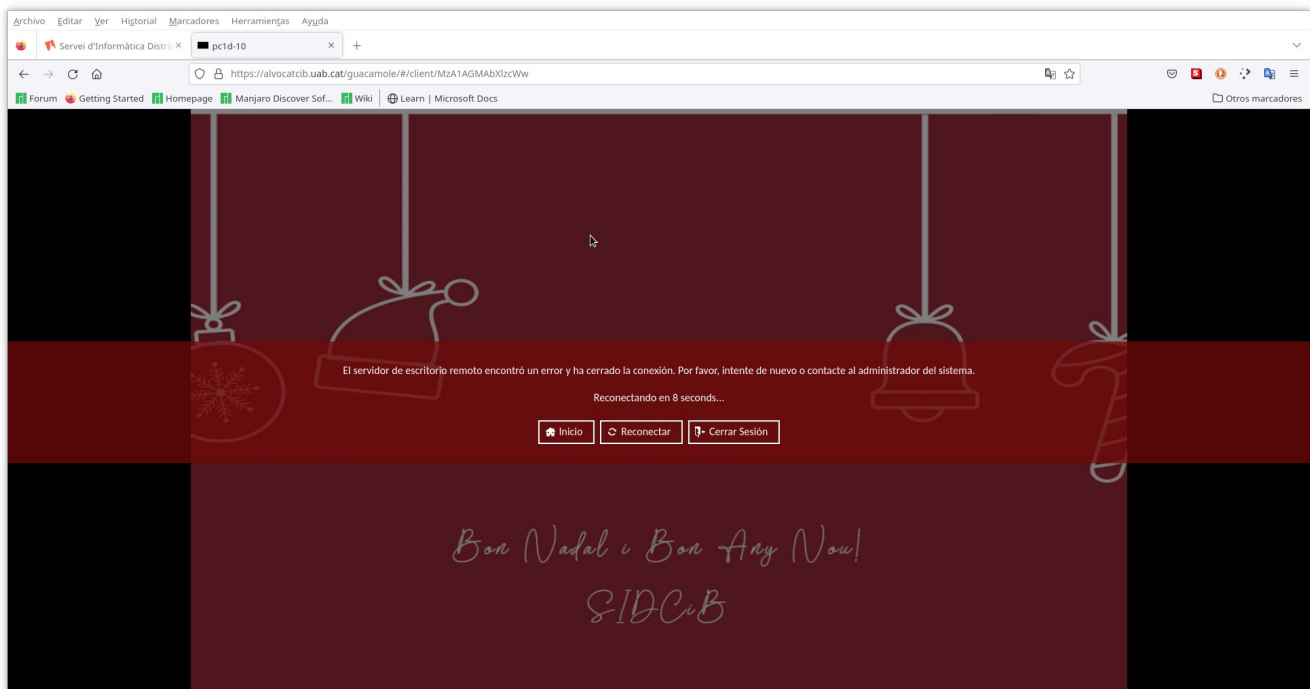 Archivo Editar Ver Historial Marcadores Herramientas Ayuda
Servei d'Informàtica Distri pc1d-10
https://alvocatcib.uab.cat/guacamole/#/client/MzA1AGMAbXlzcWw
Forum Getting Started Homepage Manjaro Discover Sof... Wiki Learn | Microsoft Docs Otros marcadores
El servidor de escritorio remoto encontró un error y ha cerrado la conexión. Por favor, intente de nuevo o contacte al administrador del sistema.
Reconectando en 8 seconds...
Inicio Reconectar Cerrar Sesión
Bon Nadal i Bon Any Nou!
SIDCiB